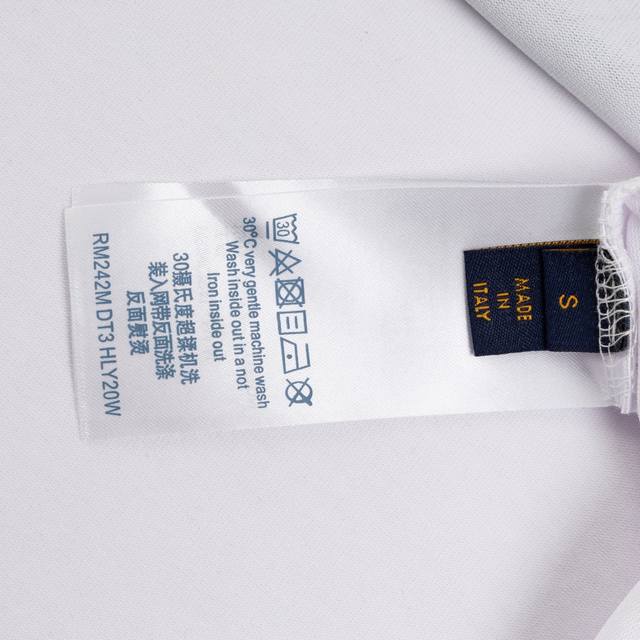 30
30°C very gentle machine wash
Wash inside out in a not
Iron inside out
30摄氏度超柔机洗
装入网带反面洗涤
反面熨烫
RM242M DT3 HLY20W
MADE
IN
ITALY
S